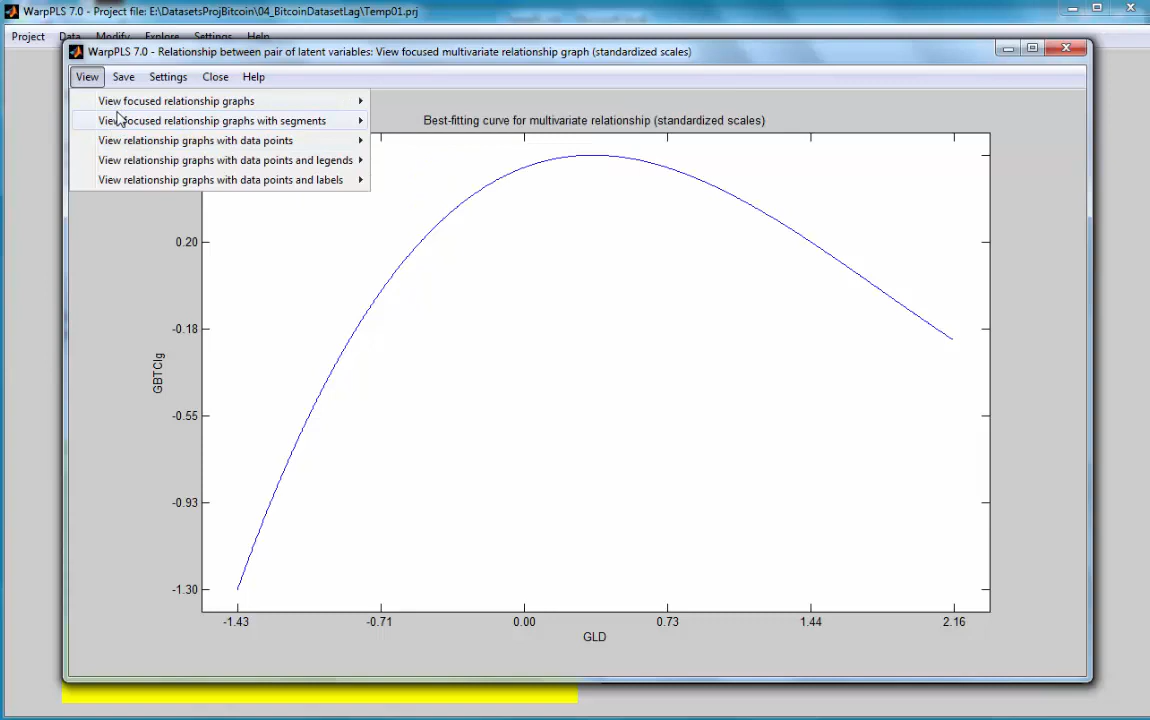 WarpPLS 7.0 - Project file: E:\DatasetsProjBitcoin\04_BitcoinDatasetLag\Temp01.prj
Project Data Modify Explore Settings Help
WarpPLS 7.0 - Relationship between pair of latent variables: View focused multivariate relationship graph (standardized scales)
View Save Settings Close Help
View focused relationship graphs
View focused relationship graphs with segments
View relationship graphs with data points
View relationship graphs with data points and legends
View relationship graphs with data points and labels
Best-fitting curve for multivariate relationship (standardized scales)
0.20
-0.18
-0.55
-0.93
-1.30
GBTClg
-1.43 -0.71 0.00 0.73 1.44 2.16
GLD